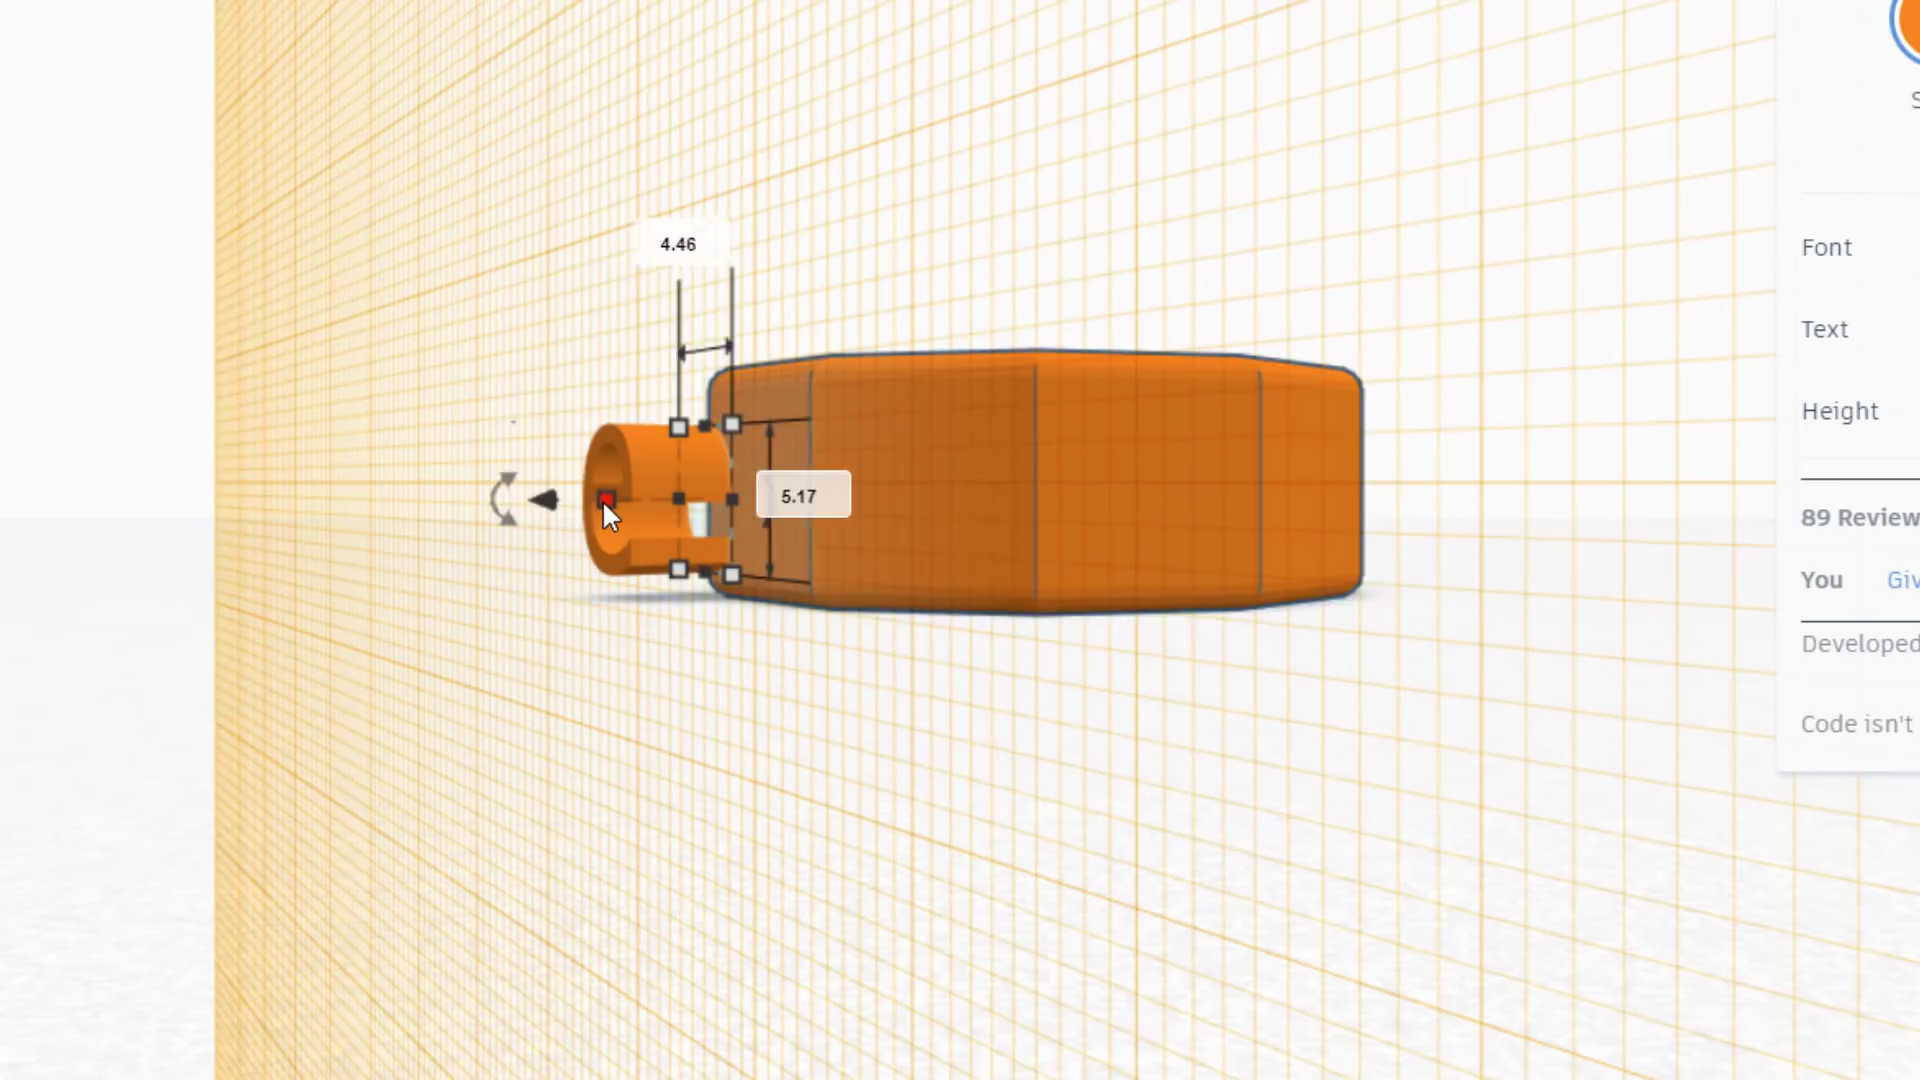 S
4.46
Font
Text
Height
5.17
89 Review
You Giv
Developed
Code isn't